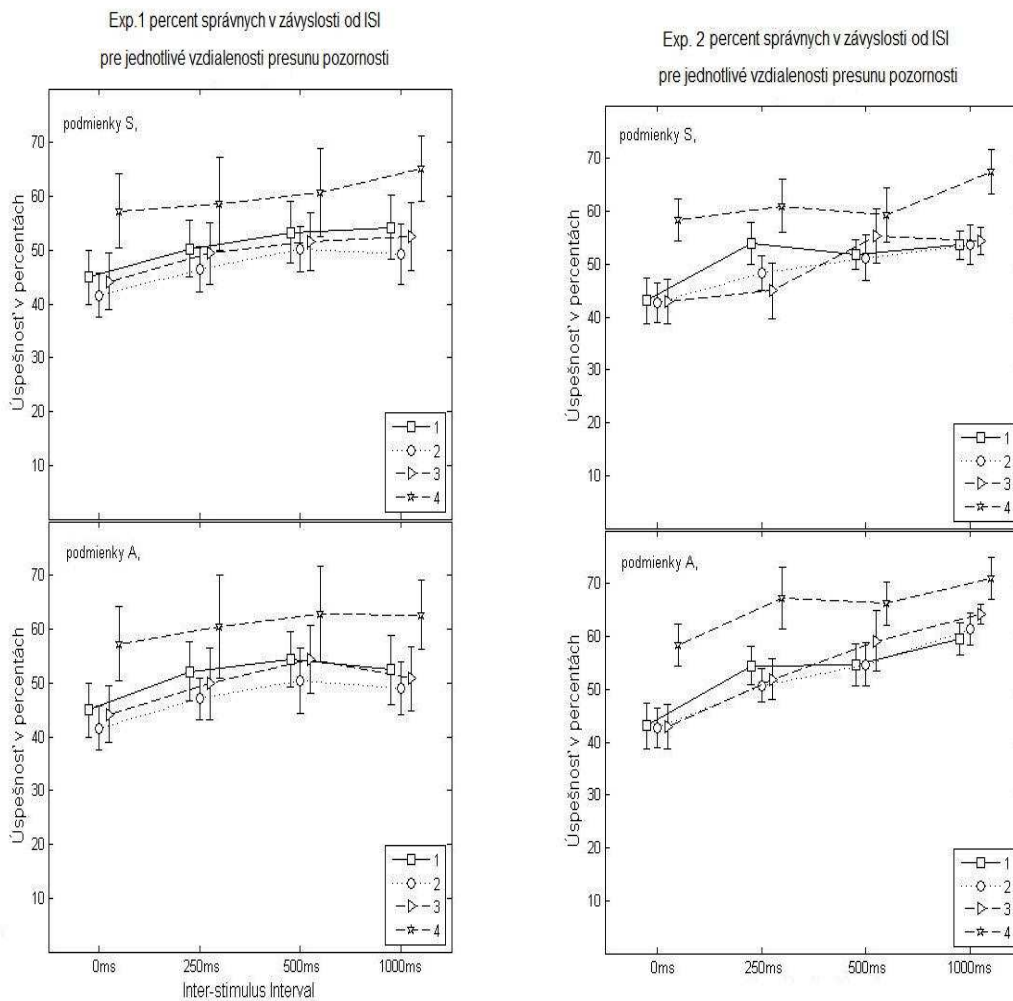 Exp.1 percent správnych v závyslosti od ISI
pre jednotlivé vzdialenosti presunu pozornosti
podmienky S,
Úspešnosť v percentách
70
60
50
40
30
20
10
1
2
3
4
podmienky A,
Úspešnosť v percentách
70
60
50
40
30
20
10
1
2
3
4
0ms 250ms 500ms 1000ms
Inter-stimulus Interval
Exp. 2 percent správnych v závyslosti od ISI
pre jednotlivé vzdialenosti presunu pozornosti
podmienky S,
Úspešnosť v percentách
70
60
50
40
30
20
10
1
2
3
4
podmienky A,
Úspešnosť v percentách
70
60
50
40
30
20
10
1
2
3
4
0ms 250ms 500ms 1000ms